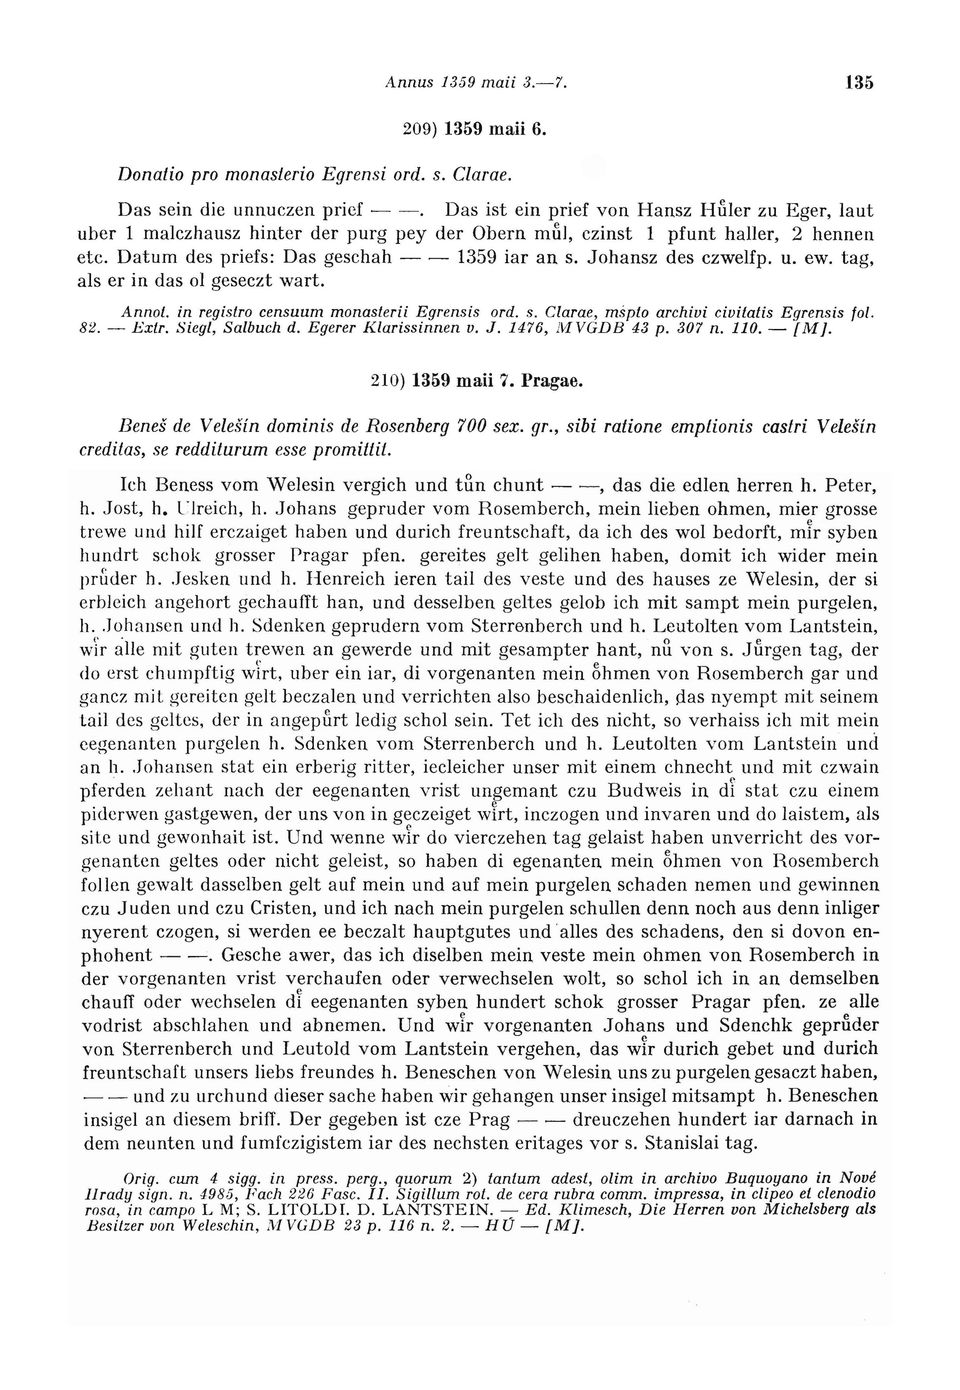 Annus 1359 maii 3.—7. 135
209) 1359 maii 6.
Donatio pro monasterio Egrensi ord. s. Clarae.
Das sein die unnuczen prief — —. Das ist ein prief von Hansz Hůler zu Eger, laut
uber 1 malczhausz hinter der purg pey der Obern můl, czinst 1 pfunt haller, 2 hennen
etc. Datum des priefs: Das geschah — — 1359 iar an s. Johansz des czwelfp. u. ew. tag,
als er in das ol geseczt wart.
Annot. in registro censuum monasterii Egrensis ord. s. Clarae, mspto archivi civitatis Egrensis fol.
82. — Extr. Siegl, Salbuch d. Egerer Klarissinnen v. J. 1476, MVGDB 43 p. 307 n. 110. — [M].
210) 1359 maii 7. Pragae.
Beneš de Velešín dominis de Rosenberg 700 sex. gr., sibi ratione emptionis castri Velešín
creditas, se redditurum esse promittit.
Ich Beness vom Welesin vergich und tůn chunt — —, das die edlen herren h. Peter,
h. Jost, h. Ulreich, h. Johans gepruder vom Rosemberch, mein lieben ohmen, mier grosse
trewe und hilf erczaiget haben und durich freuntschaft, da ich des wol bedorft, miͤr syben
hundrt schok grosser Pragar pfen. gereites gelt gelihen haben, domit ich wider mein
pruͤder h. Jesken und h. Henreich ieren tail des veste und des hauses ze Welesin, der si
erbleich angehort gechaufft han, und desselben geltes gelob ich mit sampt mein purgelen,
h. Johansen und h. Sdenken geprudern vom Sterrenberch und h. Leutolten vom Lantstein,
wiͤr alle mit guten trewen an gewerde und mit gesampter hant, nů von s. Juͤrgen tag, der
do erst chumpftig wiͤrt, uber ein iar, di vorgenanten mein oͤhmen von Rosemberch gar und
gancz mit gereiten gelt beczalen und verrichten also beschaidenlich, das nyempt mit seinem
tail des geltes, der in angepuͤrt ledig schol sein. Tet ich des nicht, so verhaiss ich mit mein
eegenanten purgelen h. Sdenken vom Sterrenberch und h. Leutolten vom Lantstein und
an h. Johansen stat ein erberig ritter, iecleicher unser mit einem chnecht und mit czwain
pferden zehant nach der eegenanten vrist ungemant czu Budweis in diͤ stat czu einem
piderwen gastgewen, der uns von in geczeiget wiͤrt, inczogen und invaren und do laistem, als
site und gewonhait ist. Und wenne wiͤr do vierczehen tag gelaist haben unverricht des vor-
genanten geltes oder nicht geleist, so haben di egenanten mein oͤhmen von Rosemberch
follen gewalt dasselben gelt auf mein und auf mein purgelen schaden nemen und gewinnen
czu Juden und czu Cristen, und ich nach mein purgelen schullen denn noch aus denn inliger
nyerent czogen, si werden ee beczalt hauptgutes und alles des schadens, den si dovon en-
phohent — —. Gesche awer, das ich diselben mein veste mein ohmen von Rosemberch in
der vorgenanten vrist verchaufen oder verwechselen wolt, so schol ich in an demselben
chauff oder wechselen diͤ eegenanten syben hundert schok grosser Pragar pfen. ze alle
vodrist abschlahen und abnemen. Und wiͤr vorgenanten Johans und Sdenchk gepruͤder
von Sterrenberch und Leutold vom Lantstein vergehen, das wiͤr durich gebet und durich
freuntschaft unsers liebs freundes h. Beneschen von Welesin uns zu purgelen gesaczt haben,
— — und zu urchund dieser sache haben wir gehangen unser insigel mitsampt h. Beneschen
insigel an diesem briff. Der gegeben ist cze Prag — — dreuczehen hundert iar darnach in
dem neunten und fumfczigistem iar des nechsten eritages vor s. Stanislai tag.
Orig. cum 4 sigg. in press. perg., quorum 2) tantum adest, olim in archivo Buquoyano in Nové
Hrady sign. n. 4985, Fach 226 Fasc. II. Sigillum rot. de cera rubra comm. impressa, in clipeo et clenodio
rosa, in campo L M; S. LITOLDI. D. LANTSTEIN. — Ed. Klimesch, Die Herren von Michelsberg als
Besitzer von Weleschin, MVGDB 23 p. 116 n. 2. — HÚ — [M].